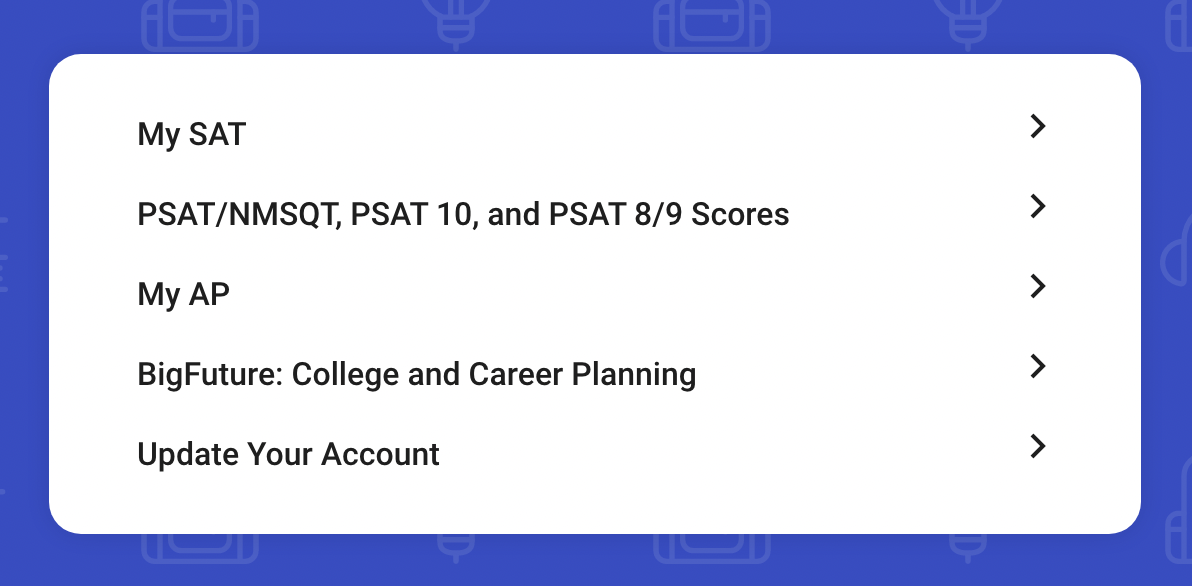 My SAT
PSAT/NMSQT, PSAT 10, and PSAT 8/9 Scores
My AP
BigFuture: College and Career Planning
Update Your Account